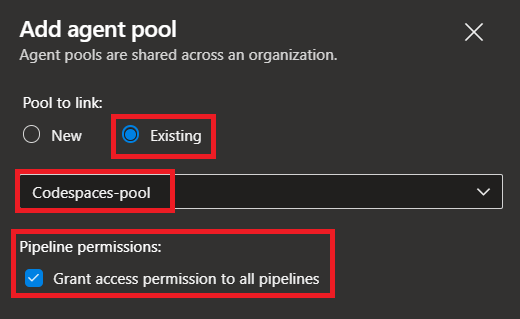 Add agent pool
Agent pools are shared across an organization.
Pool to link:
New Existing
Codespaces-pool
Pipeline permissions:
Grant access permission to all pipelines